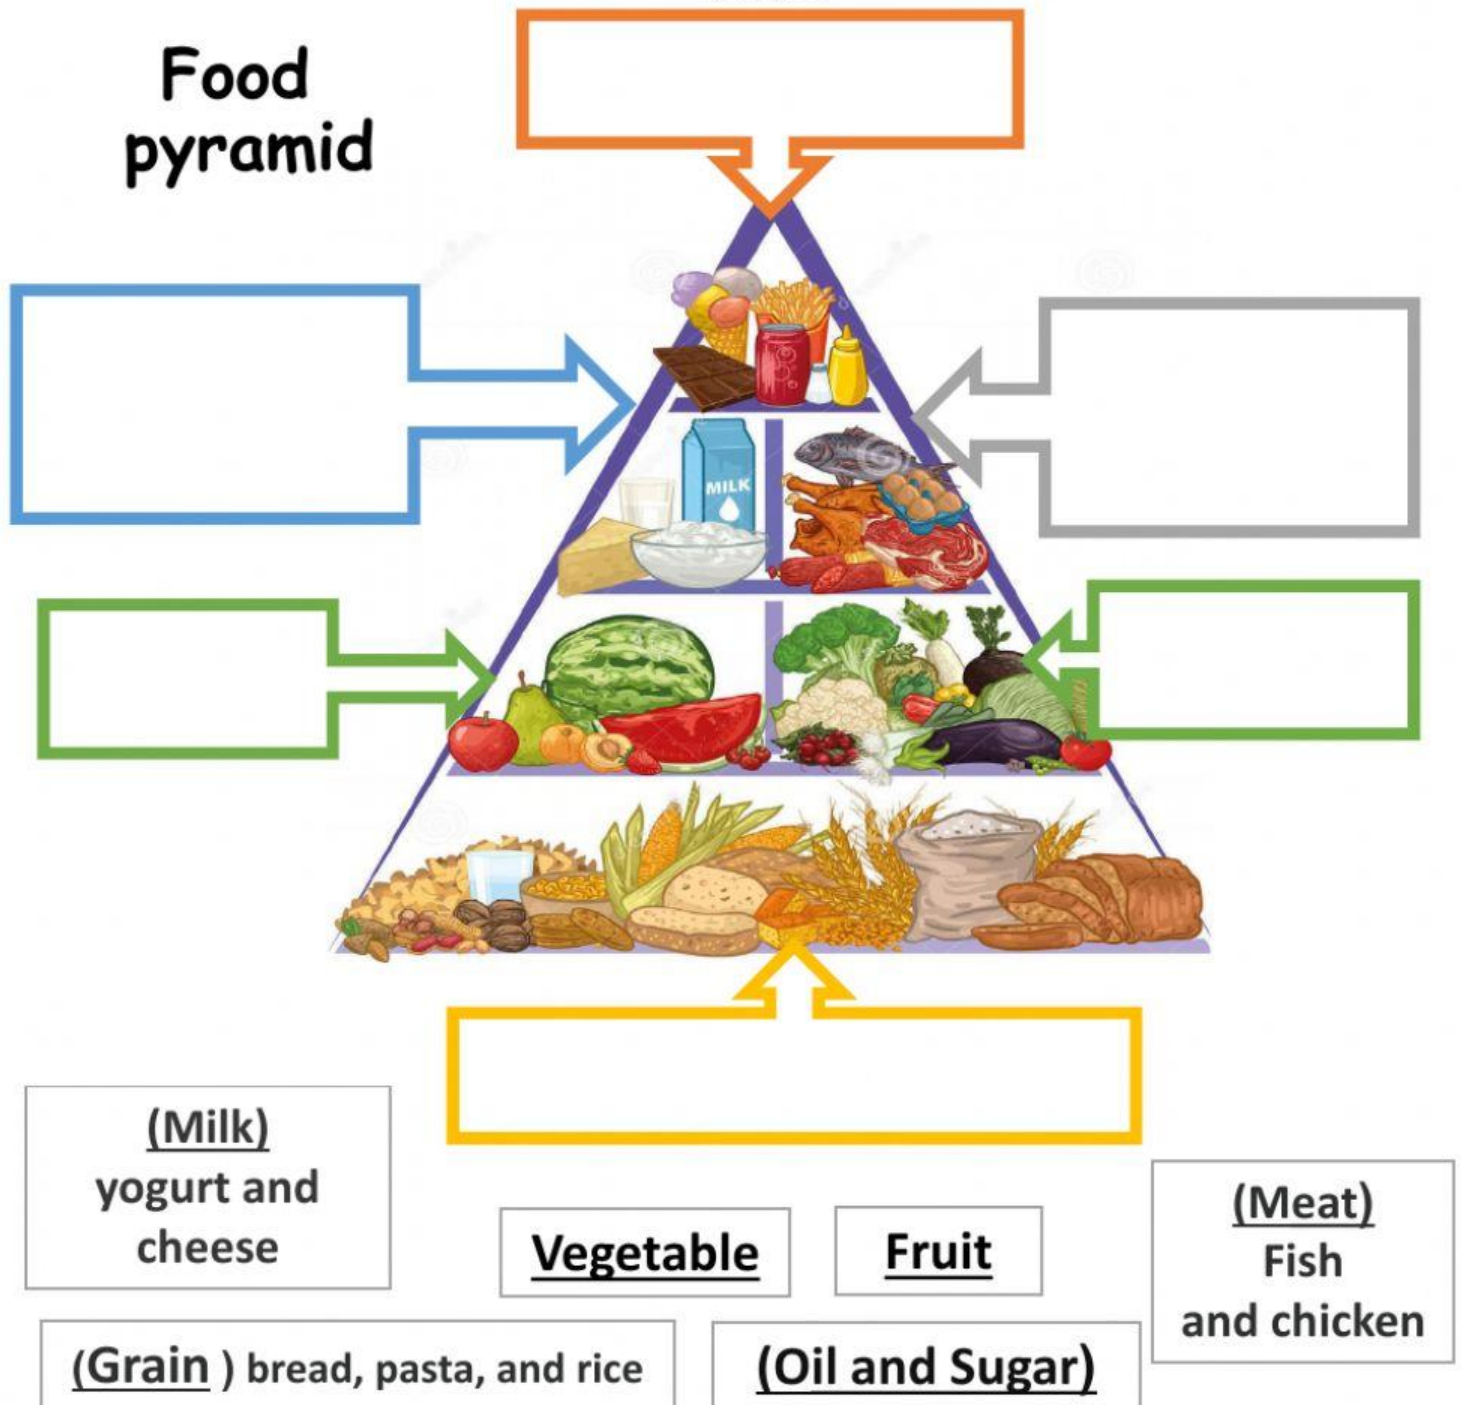 Food
pyramid
MILK
(Milk)
yogurt and
cheese
Vegetable
Fruit
(Meat)
Fish
and chicken
(Grain ) bread, pasta, and rice
(Oil and Sugar)